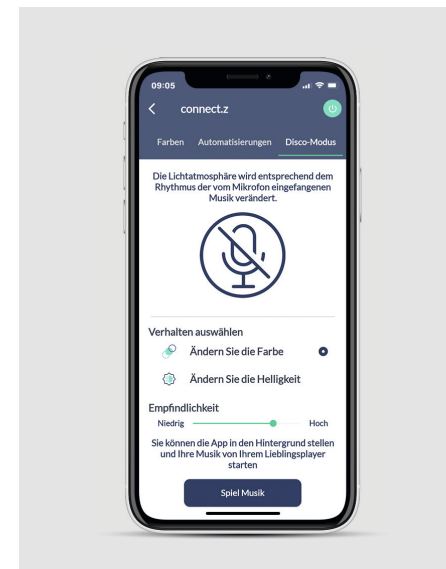 09:05
connect.z
Farben Automatisierungen Disco-Modus
Die Lichtatmosphäre wird entsprechend dem
Rhythmus der vom Mikrofon eingefangenen
Musik verändert.
Verhalten auswählen
Ändern Sie die Farbe
Ändern Sie die Helligkeit
Empfindlichkeit
Niedrig Hoch
Sie können die App in den Hintergrund stellen
und Ihre Musik von Ihrem Lieblingsplayer
starten
Spiel Musik